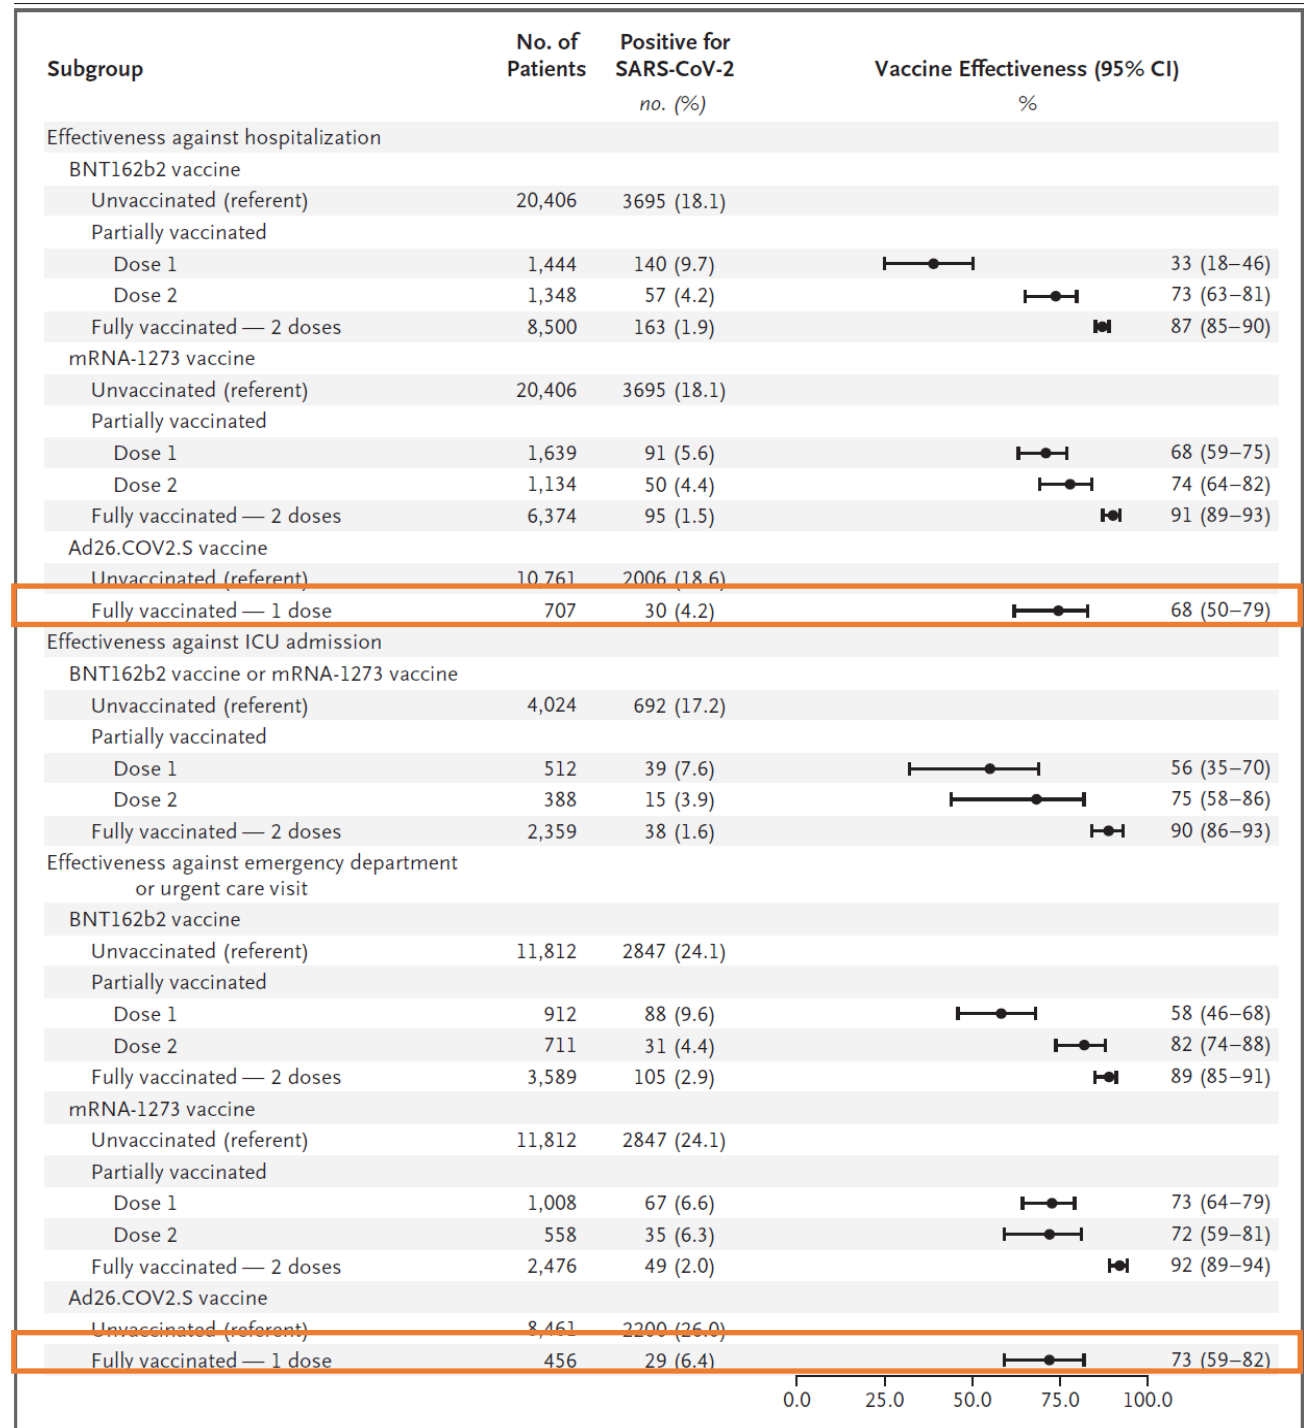 Subgroup No. of Patients Positive for SARS-CoV-2 Vaccine Effectiveness (95% CI)
no. (%) %
Effectiveness against hospitalization
BNT162b2 vaccine
Unvaccinated (referent) 20,406 3695 (18.1)
Partially vaccinated
Dose 1 1,444 140 (9.7) 33 (18–46)
Dose 2 1,348 57 (4.2) 73 (63–81)
Fully vaccinated — 2 doses 8,500 163 (1.9) 87 (85–90)
mRNA-1273 vaccine
Unvaccinated (referent) 20,406 3695 (18.1)
Partially vaccinated
Dose 1 1,639 91 (5.6) 68 (59–75)
Dose 2 1,134 50 (4.4) 74 (64–82)
Fully vaccinated — 2 doses 6,374 95 (1.5) 91 (89–93)
Ad26.COV2.S vaccine
Unvaccinated (referent) 10,761 2006 (18.6)
Fully vaccinated — 1 dose 707 30 (4.2) 68 (50–79)
Effectiveness against ICU admission
BNT162b2 vaccine or mRNA-1273 vaccine
Unvaccinated (referent) 4,024 692 (17.2)
Partially vaccinated
Dose 1 512 39 (7.6) 56 (35–70)
Dose 2 388 15 (3.9) 75 (58–86)
Fully vaccinated — 2 doses 2,359 38 (1.6) 90 (86–93)
Effectiveness against emergency department
or urgent care visit
BNT162b2 vaccine
Unvaccinated (referent) 11,812 2847 (24.1)
Partially vaccinated
Dose 1 912 88 (9.6) 58 (46–68)
Dose 2 711 31 (4.4) 82 (74–88)
Fully vaccinated — 2 doses 3,589 105 (2.9) 89 (85–91)
mRNA-1273 vaccine
Unvaccinated (referent) 11,812 2847 (24.1)
Partially vaccinated
Dose 1 1,008 67 (6.6) 73 (64–79)
Dose 2 558 35 (6.3) 72 (59–81)
Fully vaccinated — 2 doses 2,476 49 (2.0) 92 (89–94)
Ad26.COV2.S vaccine
Unvaccinated (referent) 8,461 2200 (26.0)
Fully vaccinated — 1 dose 456 29 (6.4) 73 (59–82)
0.0 25.0 50.0 75.0 100.0